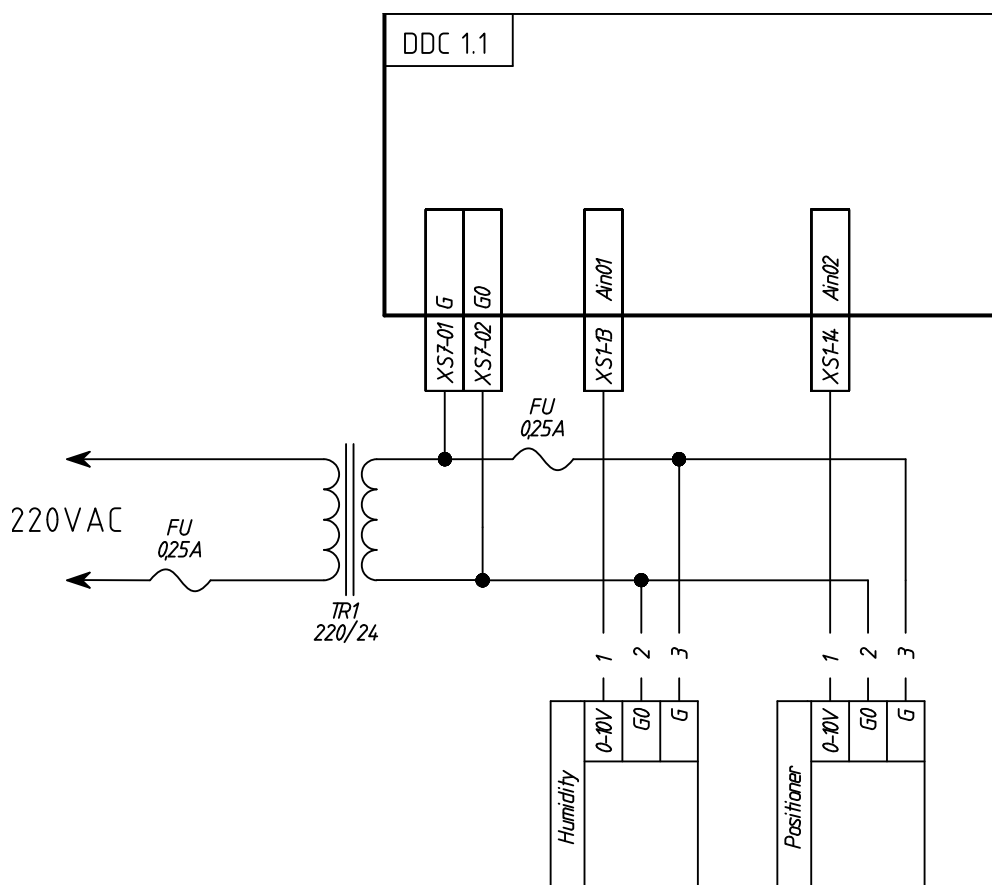 DDC 1.1
G
G0
Ain01
Ain02
XS7-01
XS7-02
XS1-13
XS1-14
FU
0,25A
220VAC
FU
0,25A
TR1
220/24
1
2
3
1
2
3
Humidity
0-10V
G0
G
Positioner
0-10V
G0
G